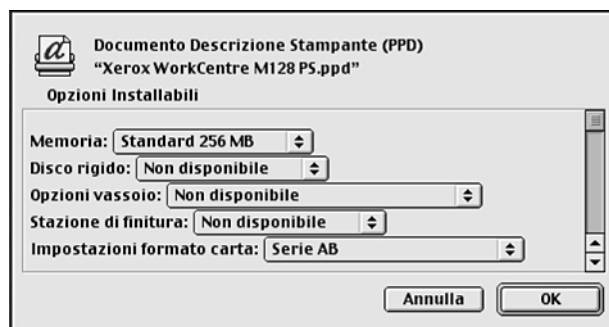 Documento Descrizione Stampante (PPD)
“Xerox WorkCentre M128 PS.ppd”
Opzioni Installabili
Memoria: Standard 256 MB
Disco rigido: Non disponibile
Opzioni vassoio: Non disponibile
Stazione di finitura: Non disponibile
Impostazioni formato carta: Serie AB
Annulla OK